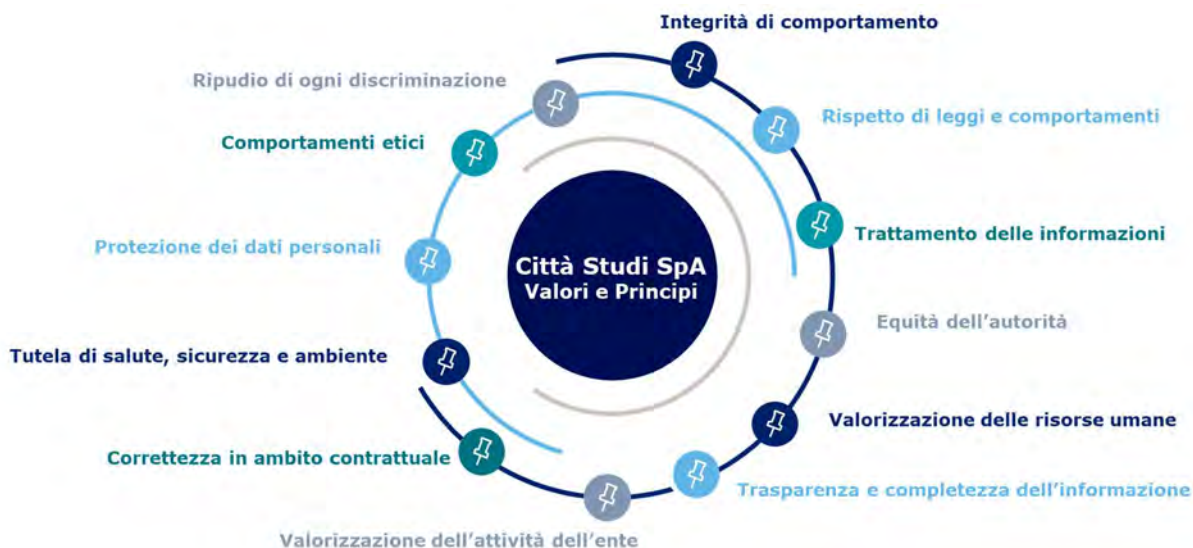 Integrità di comportamento
Ripudio di ogni discriminazione
Rispetto di leggi e comportamenti
Comportamenti etici
Trattamento delle informazioni
Protezione dei dati personali
Città Studi SpA
Valori e Principi
Equità dell'autorità
Tutela di salute, sicurezza e ambiente
Valorizzazione delle risorse umane
Correttezza in ambito contrattuale
Trasparenza e completezza dell'informazione
Valorizzazione dell'attività dell'ente